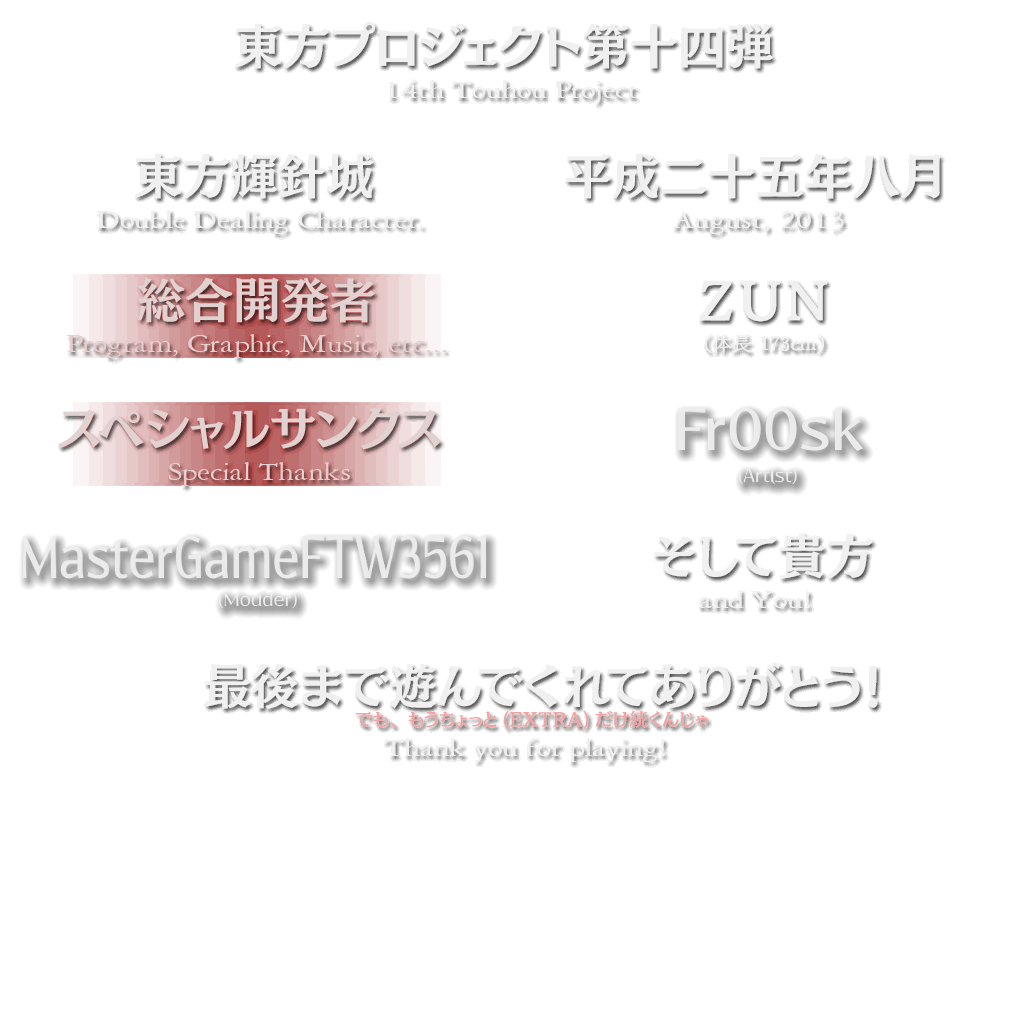 東方プロジェクト第十四弾
14th Touhou Project
東方輝針城
Double Dealing Character.
平成二十五年八月
August, 2013
総合開発者
Program, Graphic, Music, etc...
ZUN
(体長 173cm)
スペシャルサンクス
Special Thanks
Fr00sk
(Artist)
MasterGameFTW3561
(Modder)
そして貴方
and You!
最後まで遊んでくれてありがとう!
でも、もうちょっと(EXTRA)だけ続くんじゃ
Thank you for playing!